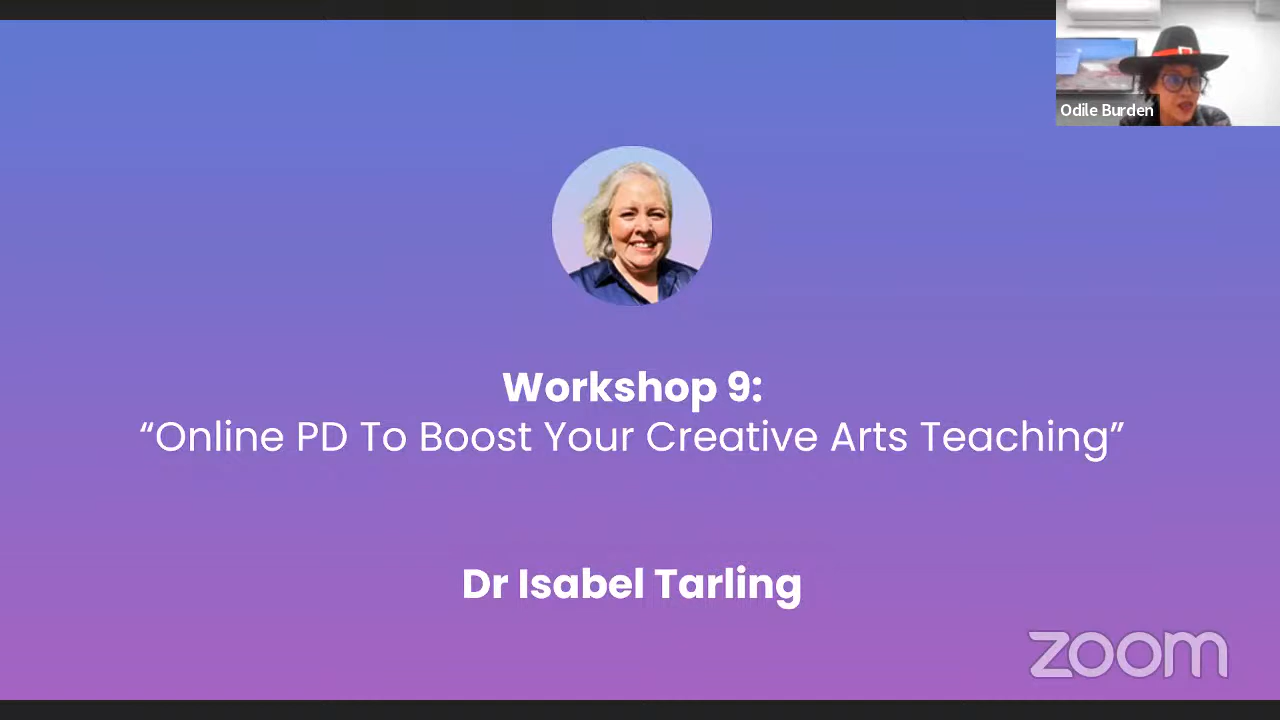 Odile Burden
Workshop 9:
“Online PD To Boost Your Creative Arts Teaching”
Dr Isabel Tarling
zoom